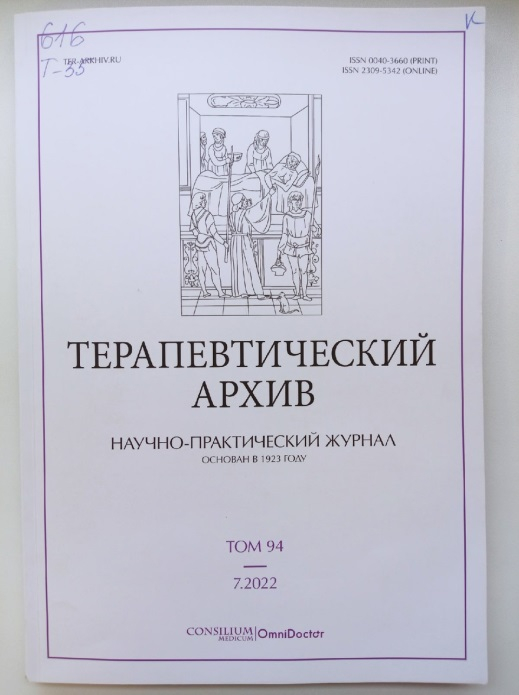 616
Т-35
TER-ARKHIV.RU
ISSN 0040-3660 (PRINT)
ISSN 2309-5342 (ONLINE)
К
ТЕРАПЕВТИЧЕСКИЙ
АРХИВ
НАУЧНО-ПРАКТИЧЕСКИЙ ЖУРНАЛ
ОСНОВАН В 1923 ГОДУ
ТОМ 94
7.2022
CONSILIUM
MEDICUM
OmniDoctor